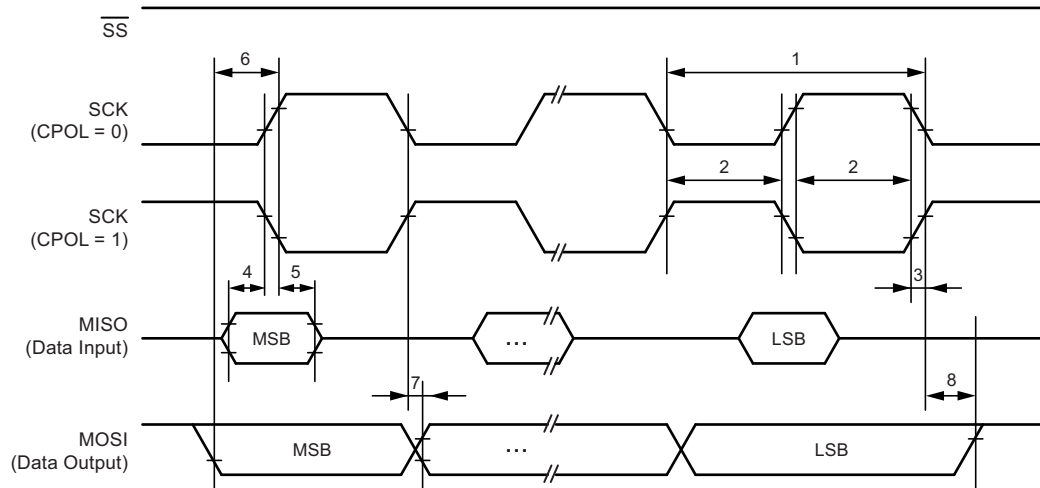 SS
6
1
SCK
(CPOL = 0)
2
2
SCK
(CPOL = 1)
4
5
3
MISO
(Data Input)
MSB
...
LSB
7
8
MOSI
(Data Output)
MSB
...
LSB